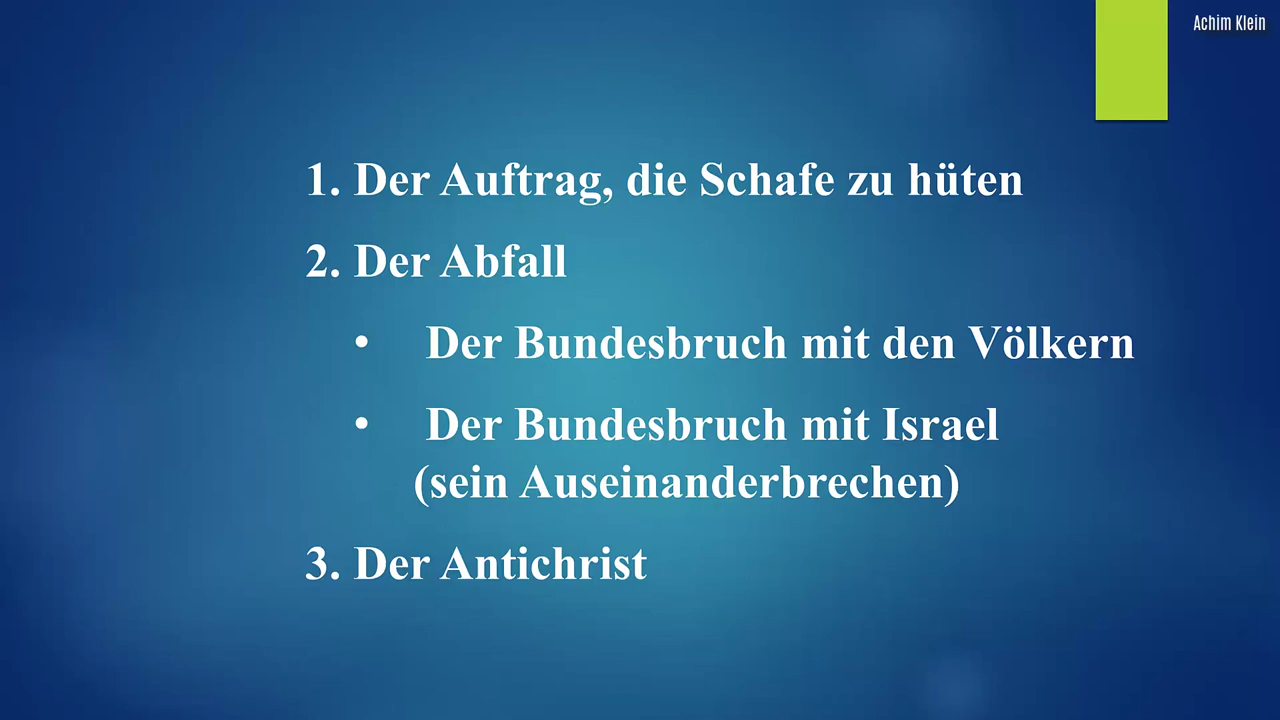 Achim Klein
1. Der Auftrag, die Schafe zu hüten
2. Der Abfall
• Der Bundesbruch mit den Völkern
• Der Bundesbruch mit Israel
(sein Auseinanderbrechen)
3. Der Antichrist